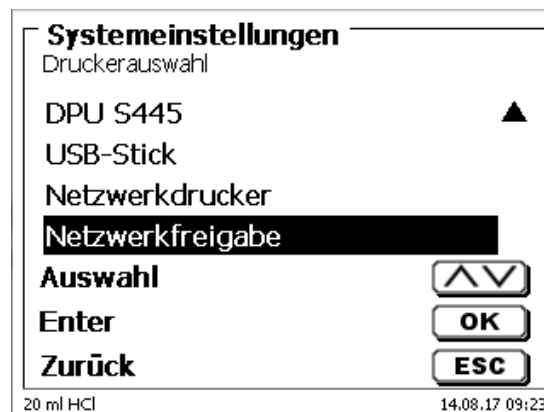 Systemeinstellungen
Druckerauswahl
DPU S445
USB-Stick
Netzwerkdrucker
Netzwerkfreigabe
Auswahl
Enter OK
Zurück ESC
20 ml HCl 14.08.17 09:23